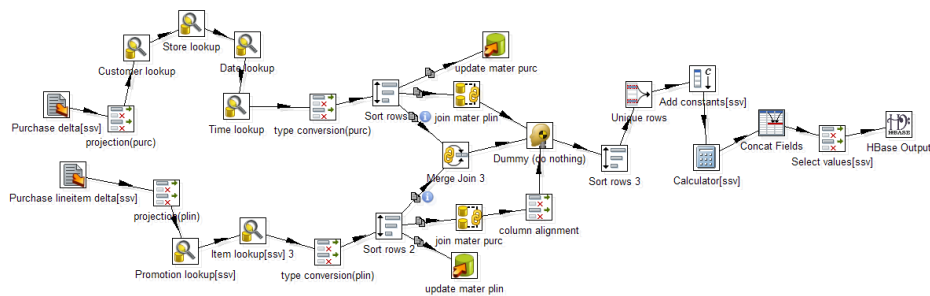 Store lookup
Customer lookup
Date lookup
update mater purc
Purchase delta[ssv]
projection(purc)
Time lookup
type conversion(purc)
Sort rows
join mater plin
Unique rows
C
Add constants[ssv]
Merge Join 3
Dummy (do nothing)
Sort rows 3
Calculator[ssv]
Concat Fields
Select values[ssv]
HBASE
HBase Output
Purchase lineitem delta[ssv]
projection(plin)
Promotion lookup[ssv]
Item lookup[ssv] 3
type conversion(plin)
Sort rows 2
join mater purc
column alignment
update mater plin